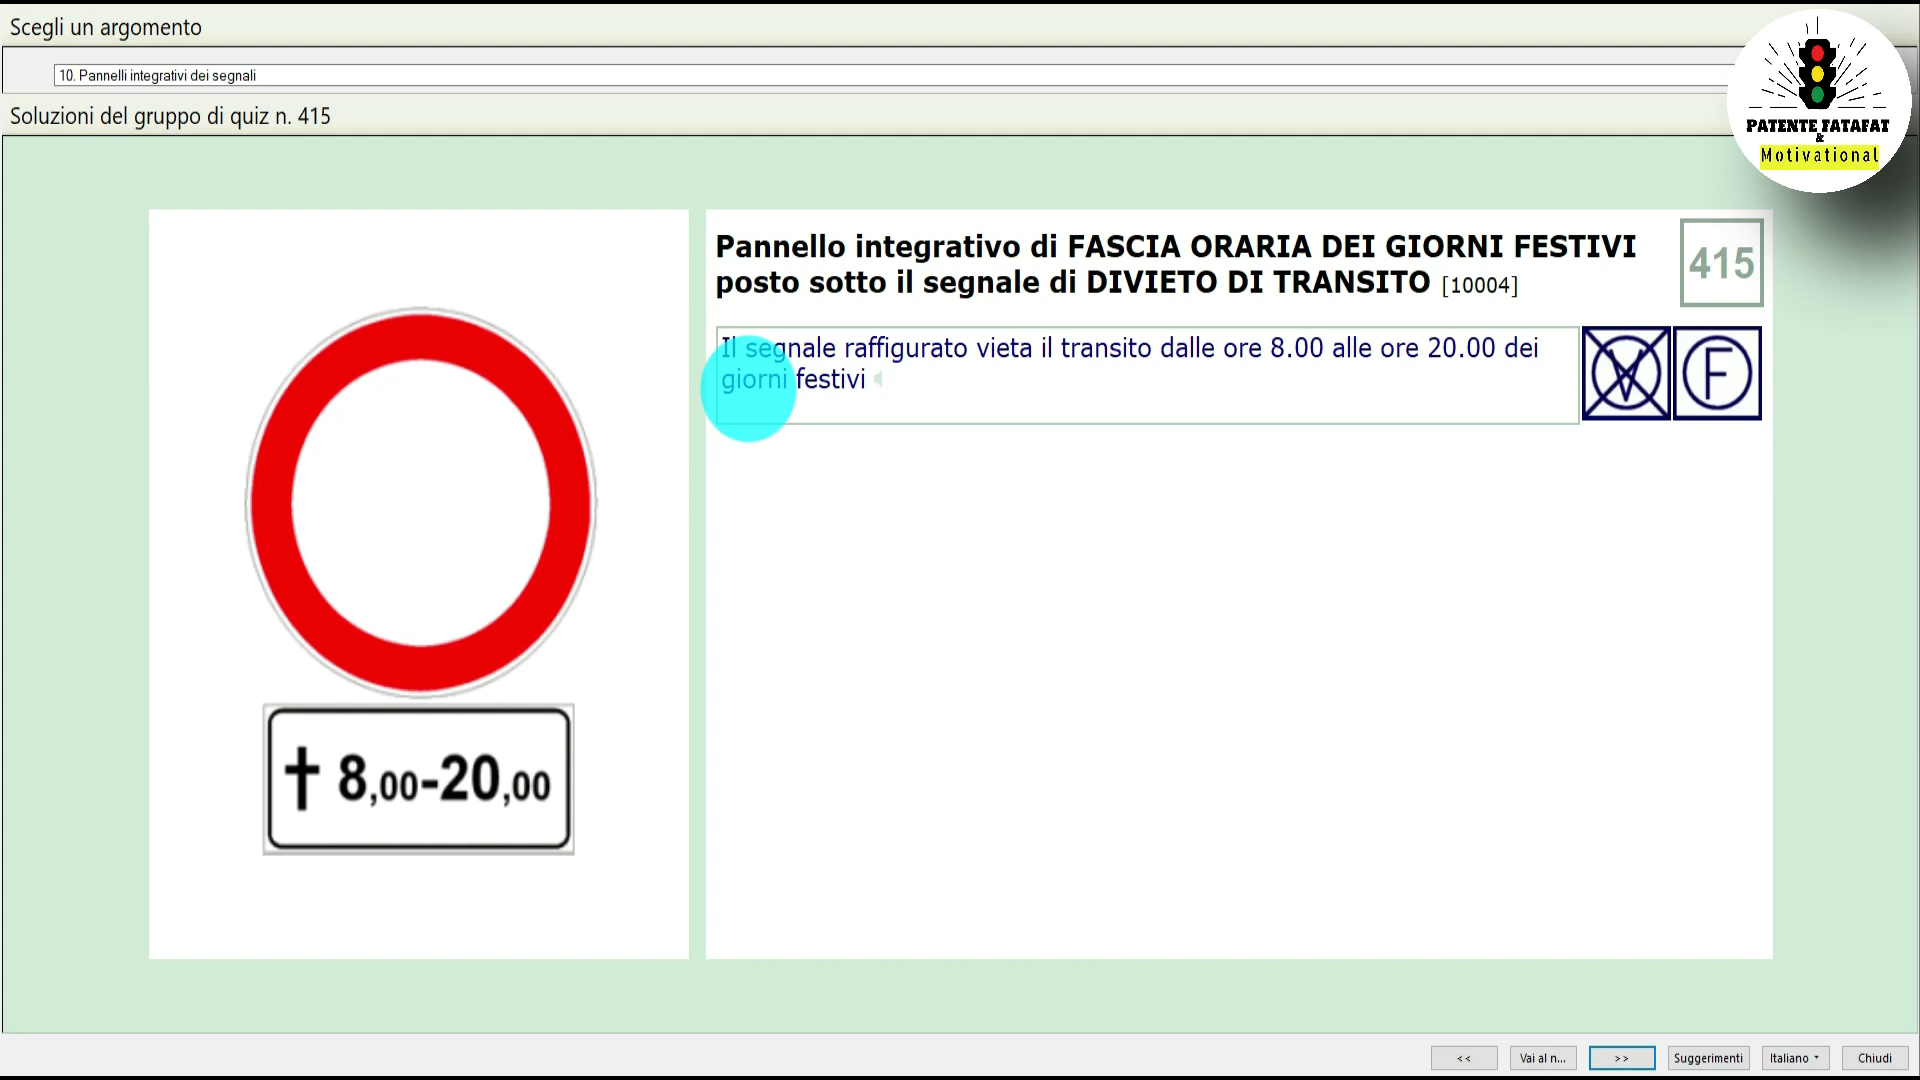 Scegli un argomento
10. Pannelli integrativi dei segnali
Soluzioni del gruppo di quiz n. 415
PATENTE FATAFAT
&
Motivational
Pannello integrativo di FASCIA ORARIA DEI GIORNI FESTIVI
posto sotto il segnale di DIVIETO DI TRANSITO [10004]
415
Il segnale raffigurato vieta il transito dalle ore 8.00 alle ore 20.00 dei
giorni festivi
V F
8,00-20,00
<< Vai al n... >> Suggerimenti Italiano Chiudi